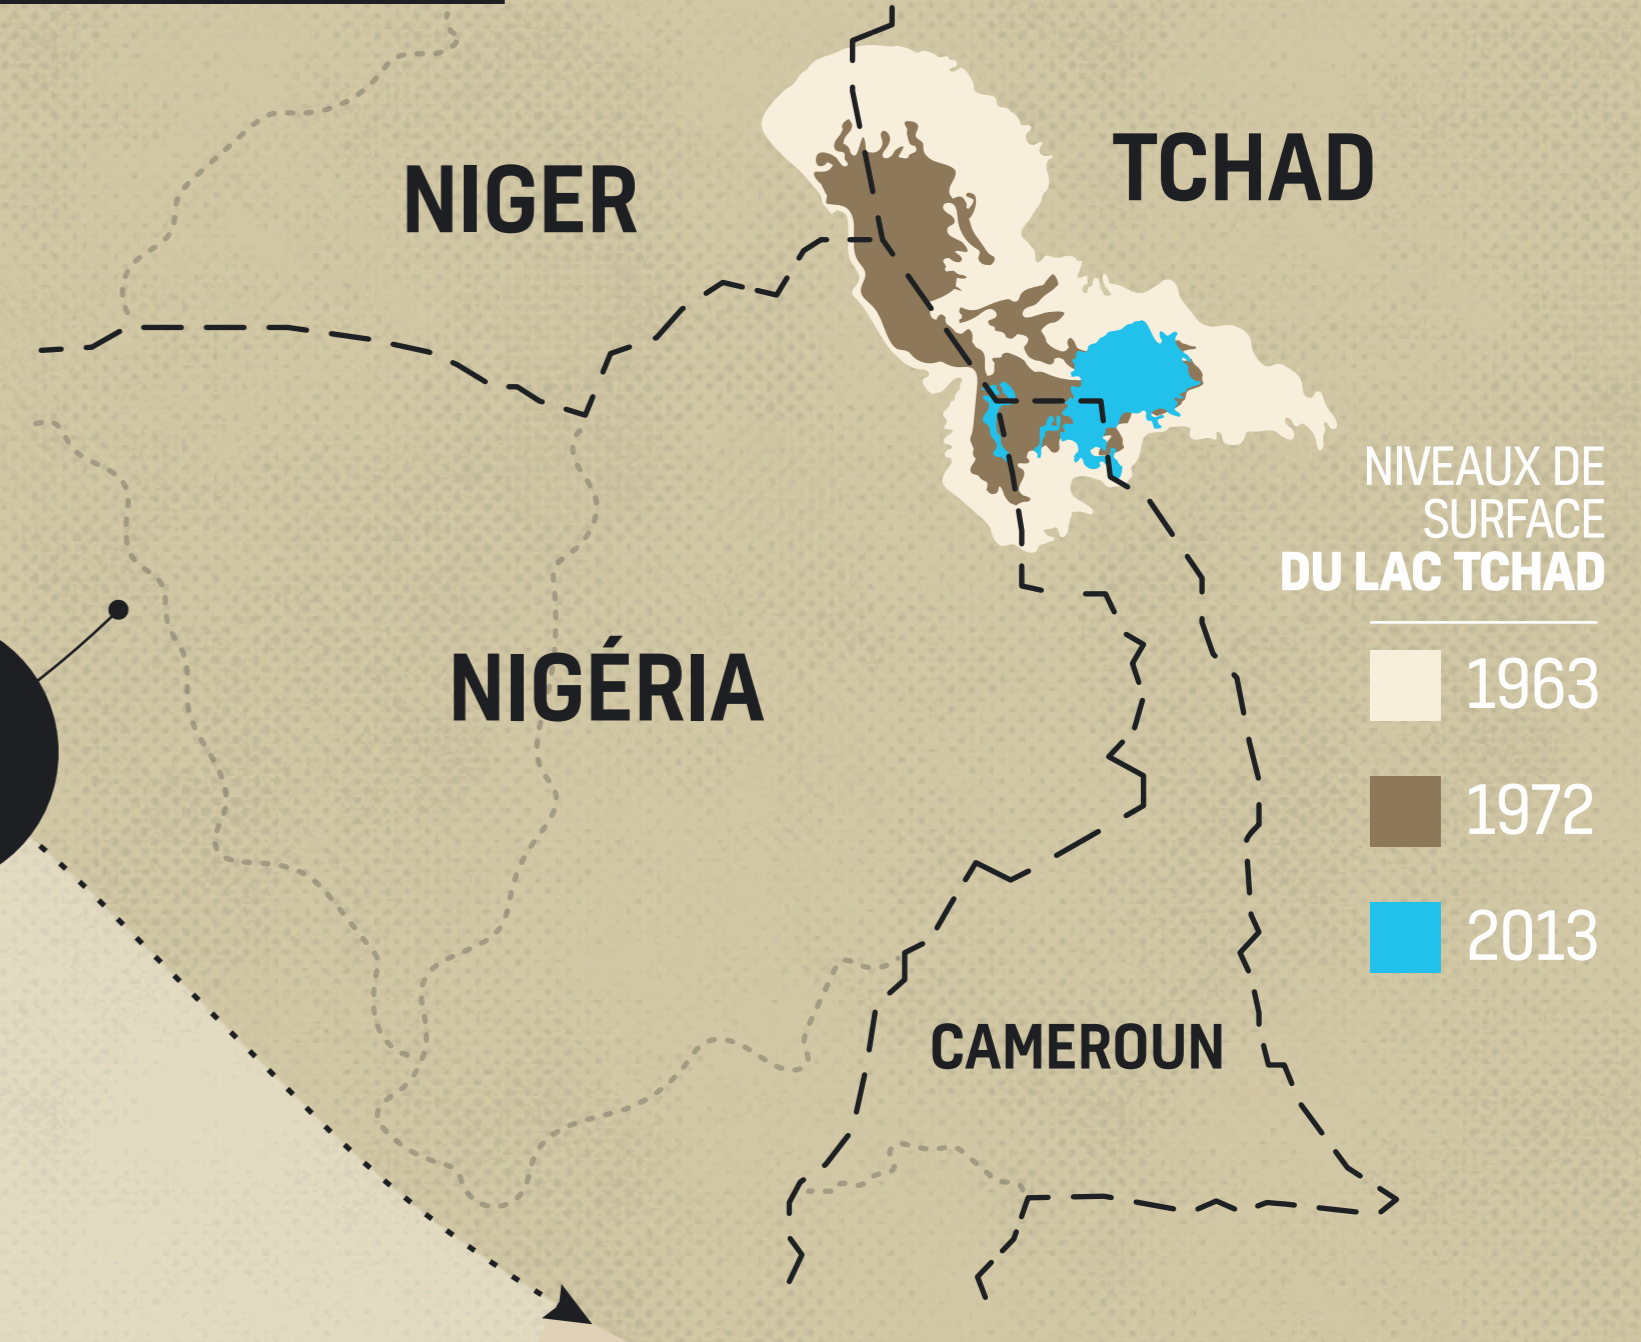 TCHAD
NIGER
NIVEAUX DE
SURFACE
DU LAC TCHAD
1963
1972
2013
NIGÉRIA
CAMEROUN